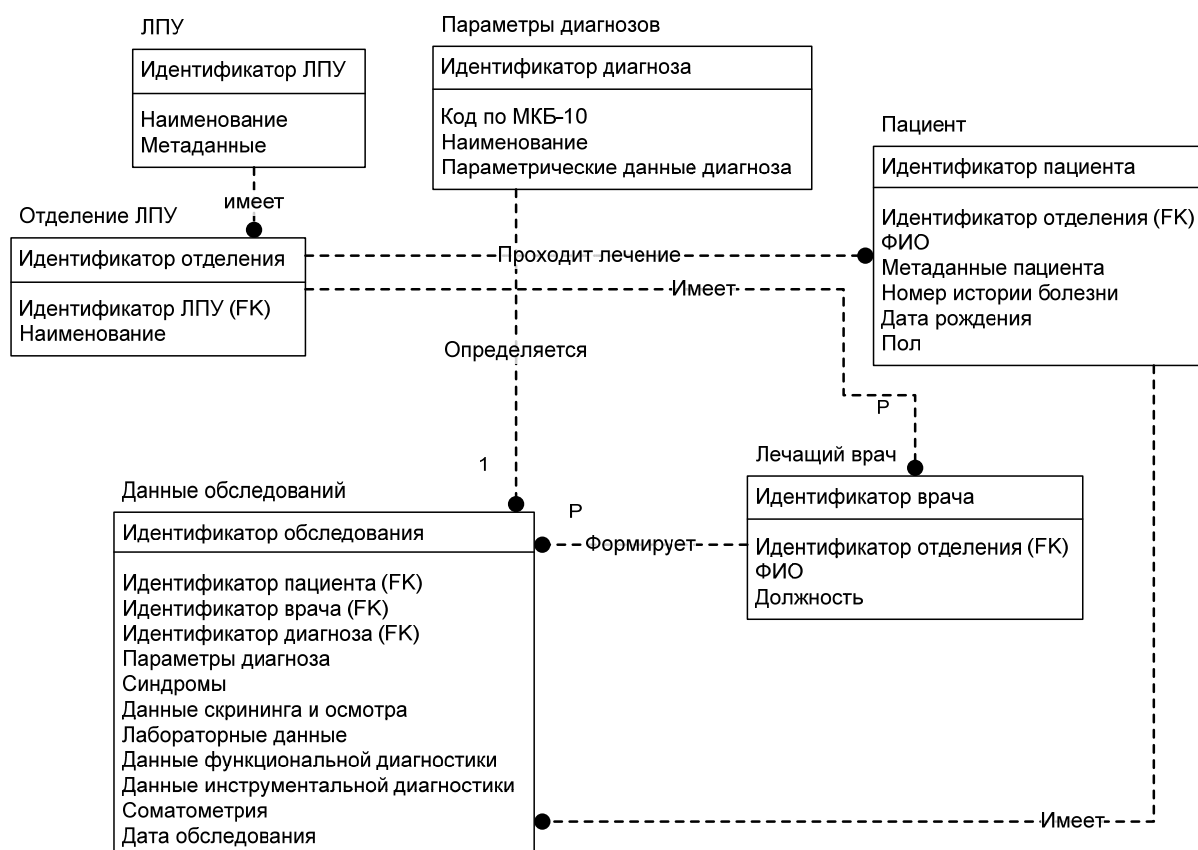 ЛПУ
Идентификатор ЛПУ
Наименование
Метаданные
имеет
Параметры диагнозов
Идентификатор диагноза
Код по МКБ-10
Наименование
Параметрические данные диагноза
Пациент
Идентификатор пациента
Идентификатор отделения (FK)
ФИО
Метаданные пациента
Номер истории болезни
Дата рождения
Пол
Отделение ЛПУ
Идентификатор отделения
Идентификатор ЛПУ (FK)
Наименование
Проходит лечение
Имеет
Определяется
P
1
Лечащий врач
Идентификатор врача
Идентификатор отделения (FK)
ФИО
Должность
P
Формирует
Данные обследований
Идентификатор обследования
Идентификатор пациента (FK)
Идентификатор врача (FK)
Идентификатор диагноза (FK)
Параметры диагноза
Синдромы
Данные скрининга и осмотра
Лабораторные данные
Данные функциональной диагностики
Данные инструментальной диагностики
Соматометрия
Дата обследования
Имеет